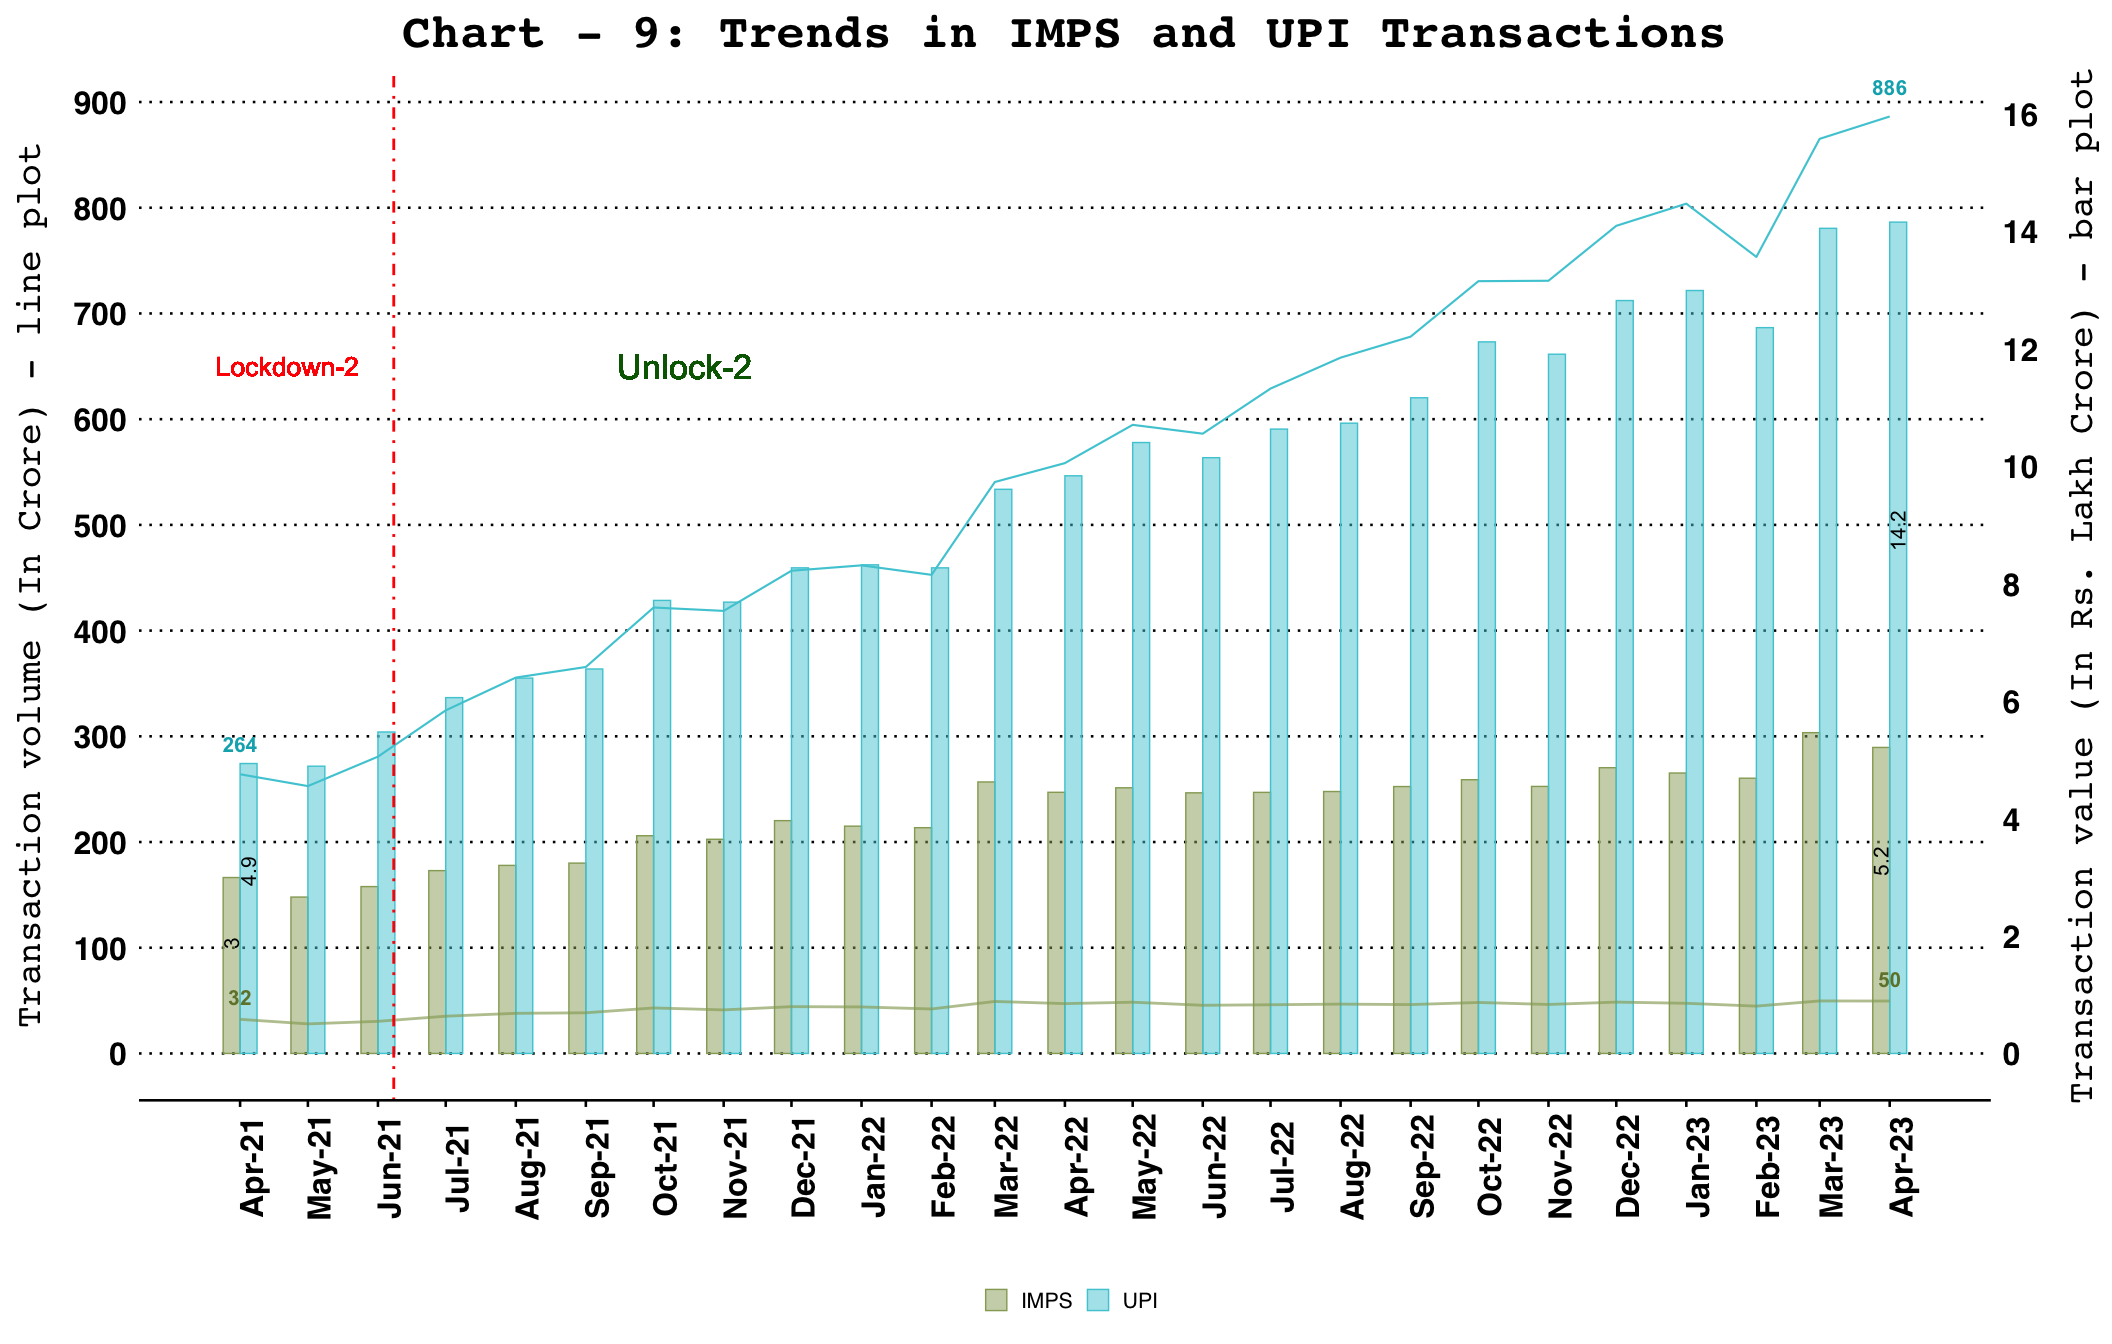 Chart - 9: Trends in IMPS and UPI Transactions
Transaction volume (In Crore) - line plot
900
800
700
600
500
400
300
200
100
0
Lockdown-2
Unlock-2
264
4.9
3
32
886
14.2
5.2
50
16
14
12
10
8
6
4
2
0
Transaction value (In Rs. Lakh Crore) - bar plot
Apr-21
May-21
Jun-21
Jul-21
Aug-21
Sep-21
Oct-21
Nov-21
Dec-21
Jan-22
Feb-22
Mar-22
Apr-22
May-22
Jun-22
Jul-22
Aug-22
Sep-22
Oct-22
Nov-22
Dec-22
Jan-23
Feb-23
Mar-23
Apr-23
IMPS UPI